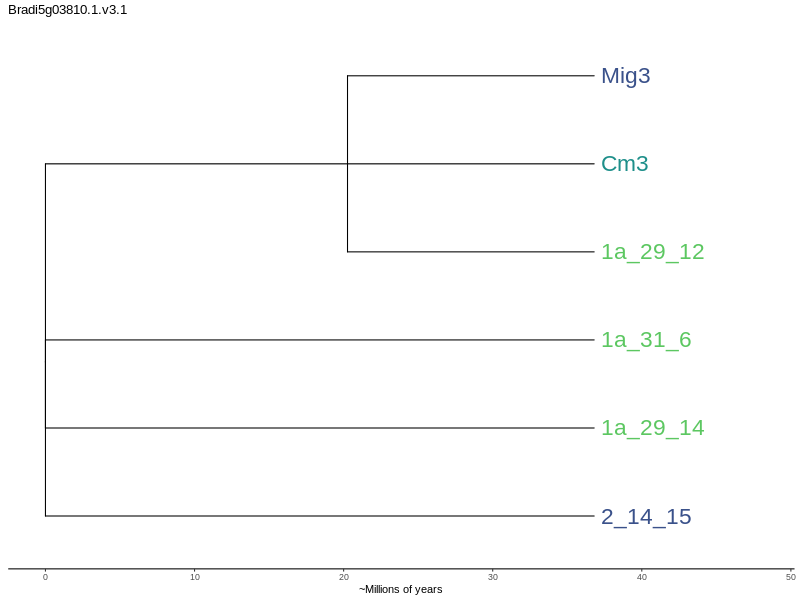 Bradi5g03810.1.v3.1
Mig3
Cm3
1a_29_12
1a_31_6
1a_29_14
2_14_15
0 10 20 30 40 50
~Millions of years